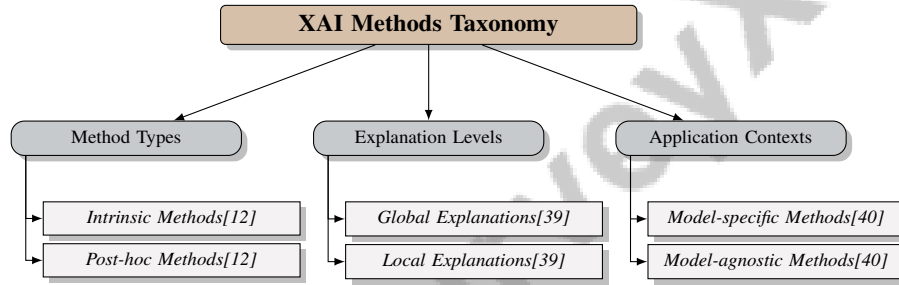 XAI Methods Taxonomy
Method Types
Explanation Levels
Application Contexts
Intrinsic Methods[12]
Global Explanations[39]
Model-specific Methods[40]
Post-hoc Methods[12]
Local Explanations[39]
Model-agnostic Methods[40]